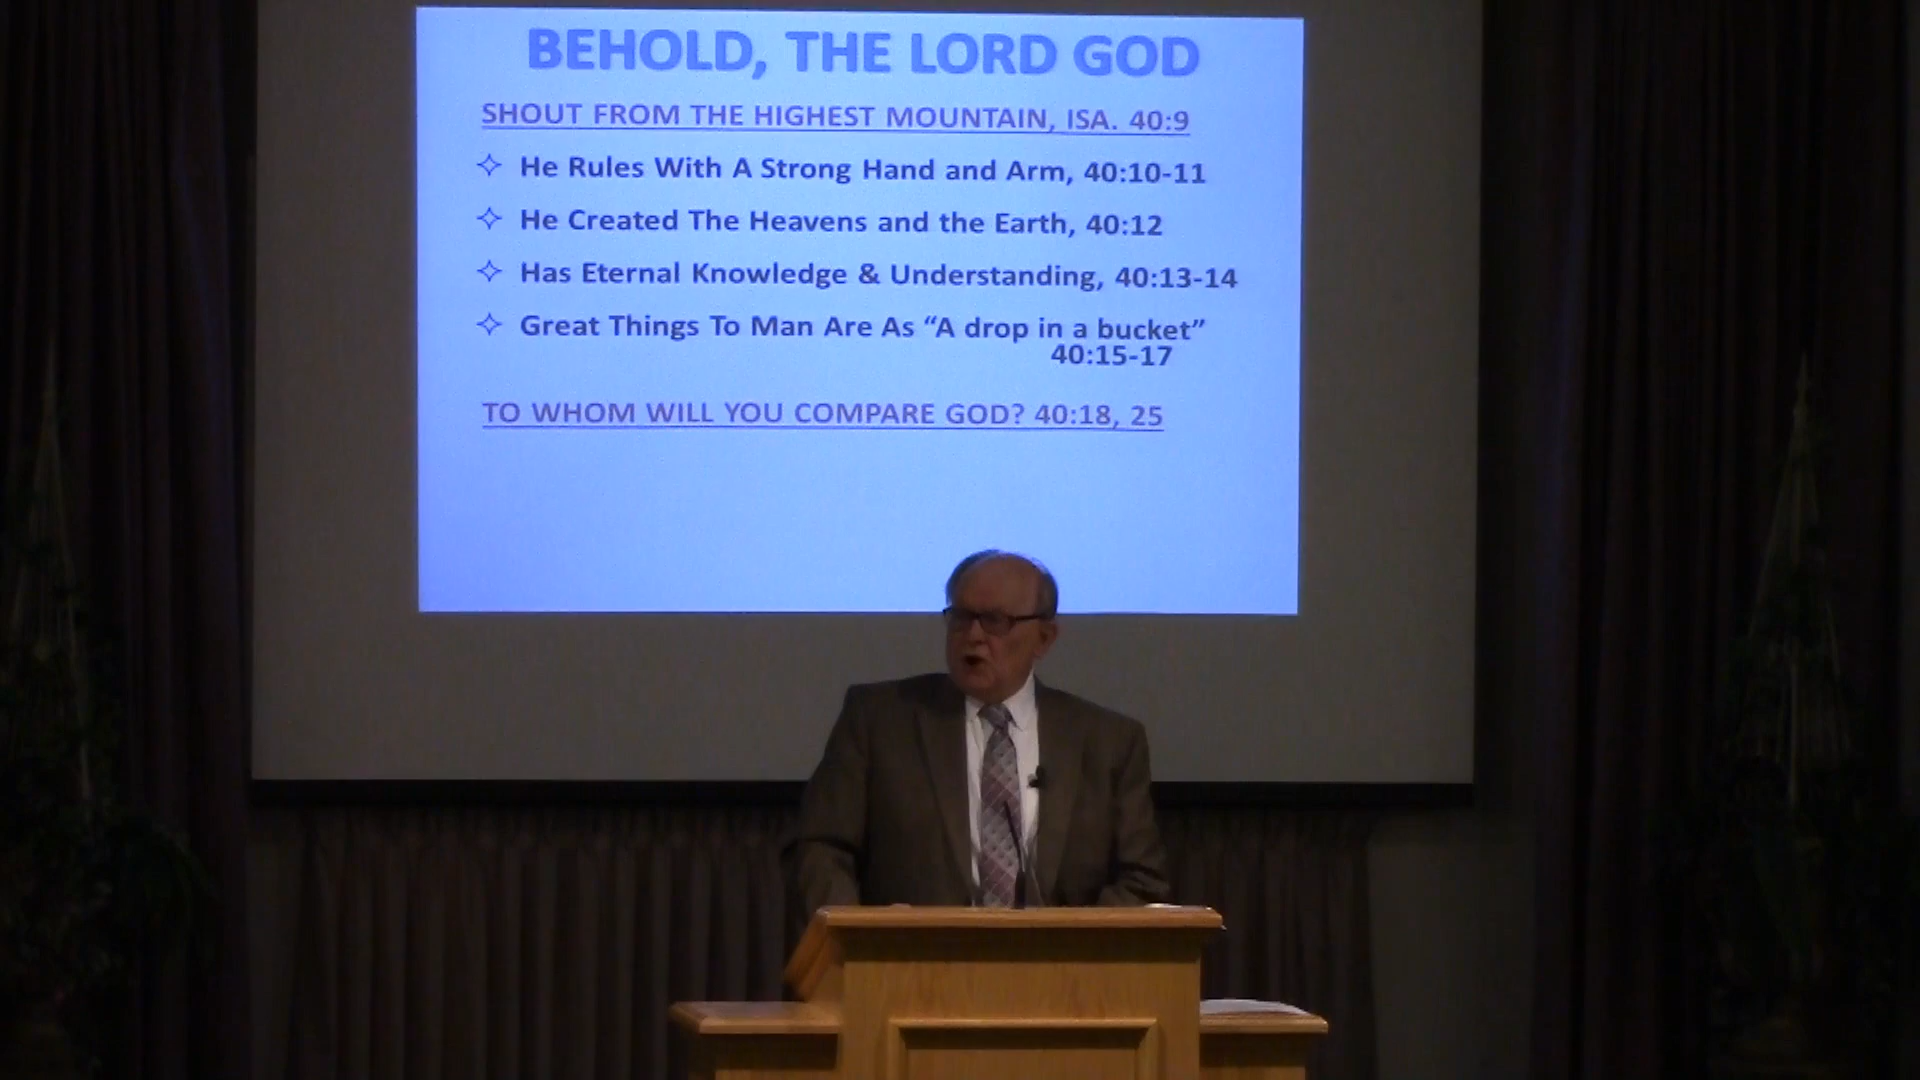 BEHOLD, THE LORD GOD
SHOUT FROM THE HIGHEST MOUNTAIN, ISA. 40:9
He Rules With A Strong Hand and Arm, 40:10-11
He Created The Heavens and the Earth, 40:12
Has Eternal Knowledge & Understanding, 40:13-14
Great Things To Man Are As “A drop in a bucket”
40:15-17
TO WHOM WILL YOU COMPARE GOD? 40:18, 25